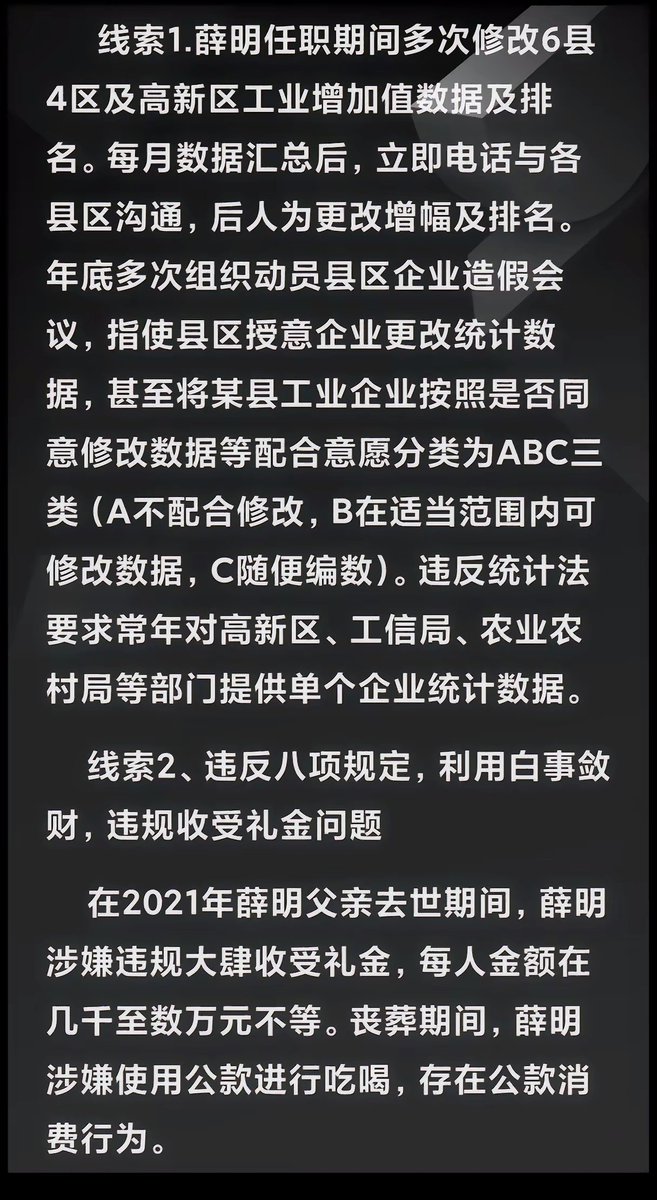 线索1.薛明任职期间多次修改6县
4区及高新区工业增加值数据及排
名。每月数据汇总后，立即电话与各
县区沟通，后人为更改增幅及排名。
年底多次组织动员县区企业造假会
议，指使县区授意企业更改统计数
据，甚至将某县工业企业按照是否同
意修改数据等配合意愿分类为ABC三
类（A不配合修改，B在适当范围内可
修改数据，C随便编数）。违反统计法
要求常年对高新区、工信局、农业农
村局等部门提供单个企业统计数据。
线索2、违反八项规定，利用白事敛
财，违规收受礼金问题
在2021年薛明父亲去世期间，薛明
涉嫌违规大肆收受礼金，每人金额在
几千至数万元不等。丧葬期间，薛明
涉嫌使用公款进行吃喝，存在公款消
费行为。